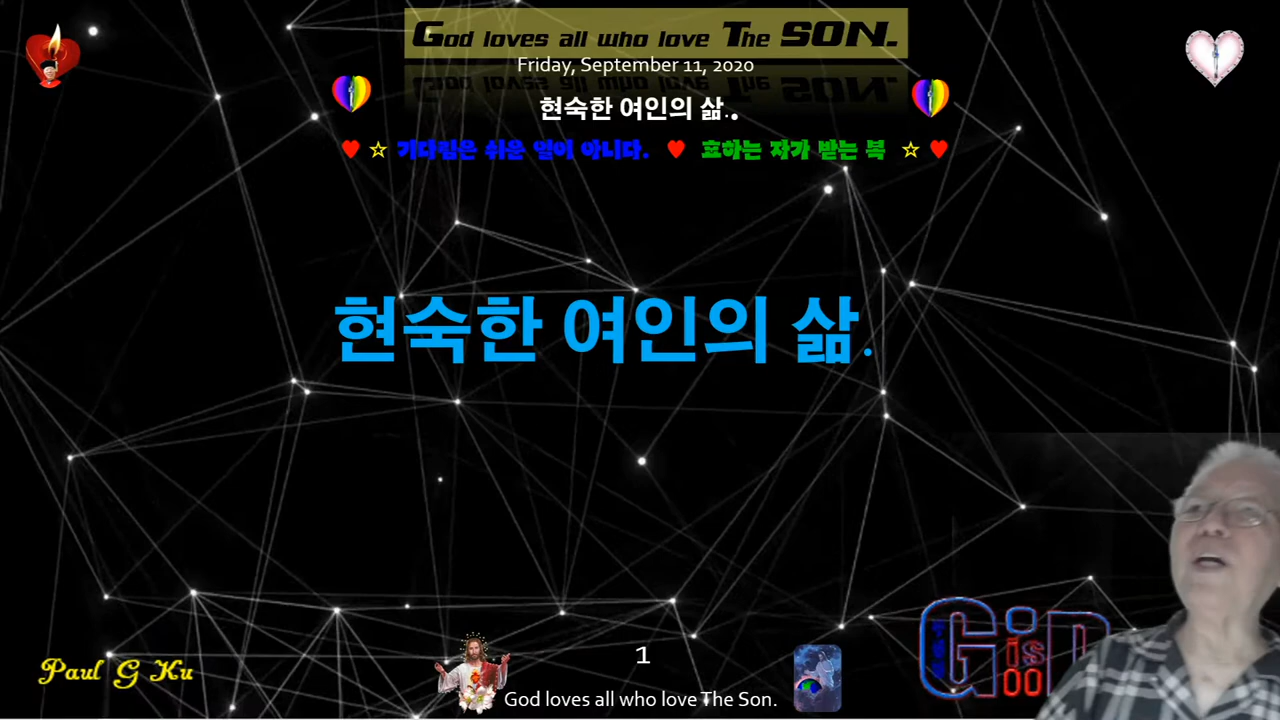 God loves all who love The SON.
Friday, September 11, 2020
현숙한 여인의 삶..
♥ ☆ 기다림은 쉬운 일이 아니다. ♥ 효하는 자가 받는 복 ☆ ♥
현숙한 여인의 삶.
Paul G Ku
1
God loves all who love The Son.